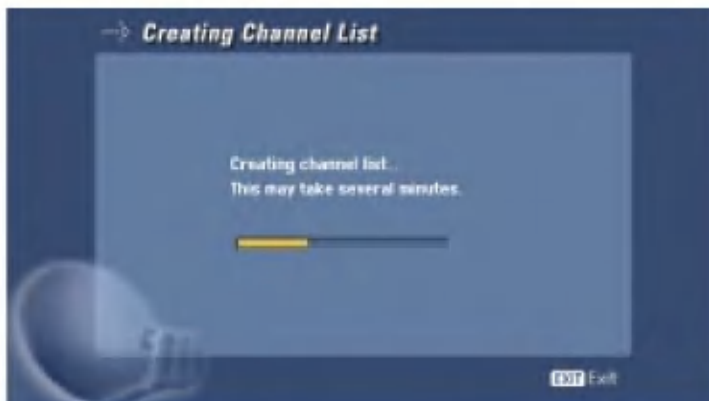 Creating Channel List
Creating channel list...
This may take several minutes.
EXIT Exit